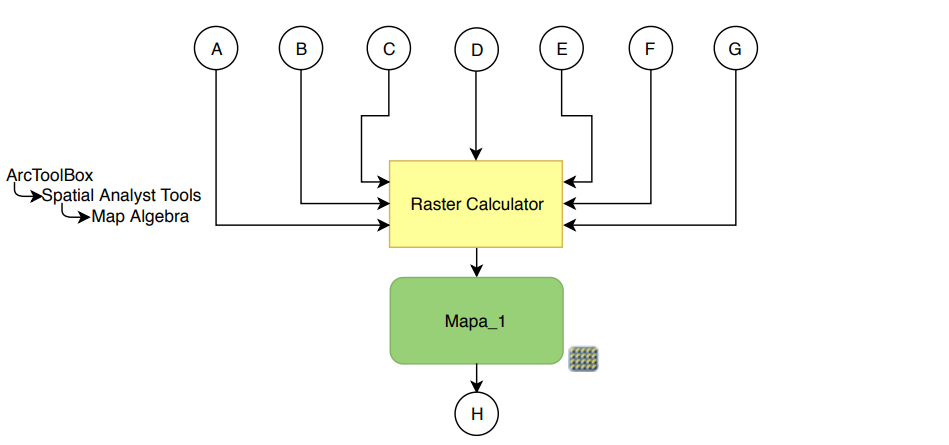 A
B
C
D
E
F
G
ArcToolBox
Spatial Analyst Tools
Map Algebra
Raster Calculator
Mapa_1
H